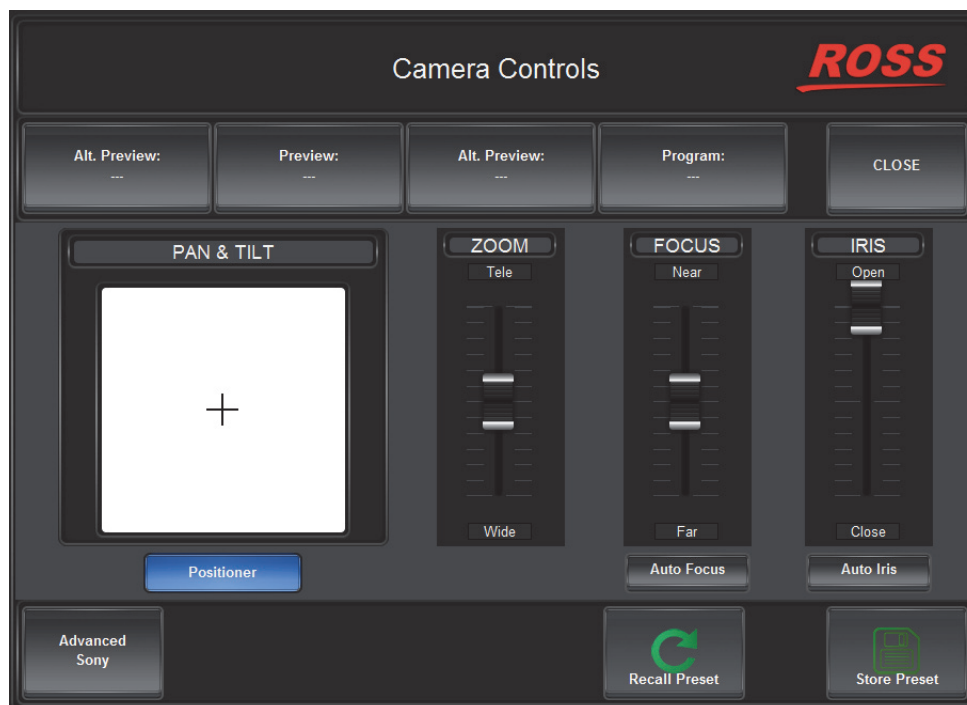 Camera Controls
ROSS
Alt. Preview:
---
Preview:
---
Alt. Preview:
---
Program:
---
CLOSE
PAN & TILT
ZOOM
Tele
Wide
FOCUS
Near
Far
IRIS
Open
Close
Positioner
Auto Focus
Auto Iris
Advanced
Sony
Recall Preset
Store Preset